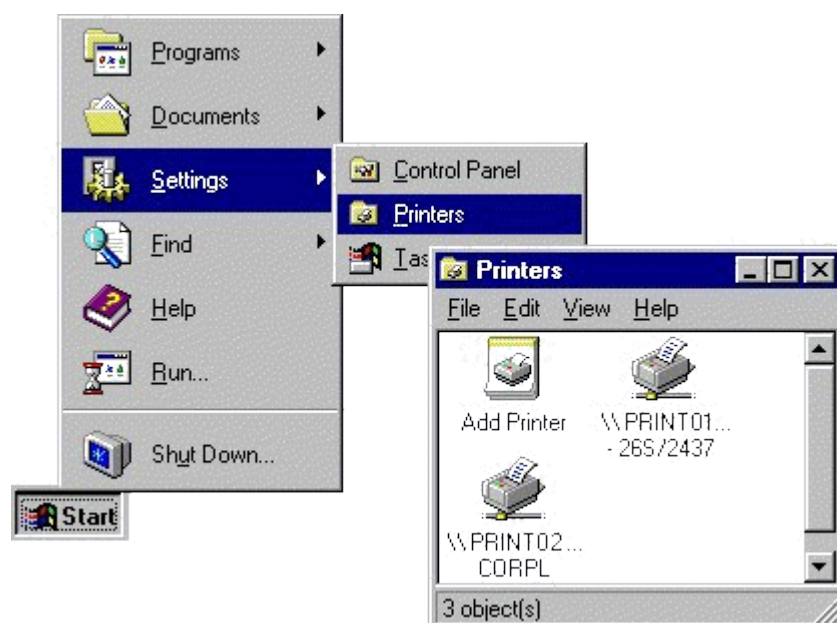 Programs
Documents
Settings
Find
Help
Run...
Shut Down...
Start
Control Panel
Printers
Tas
Printers
File Edit View Help
Add Printer
\\PRINT01...
- 26S/2437
\\PRINT02...
CORPL
3 object(s)